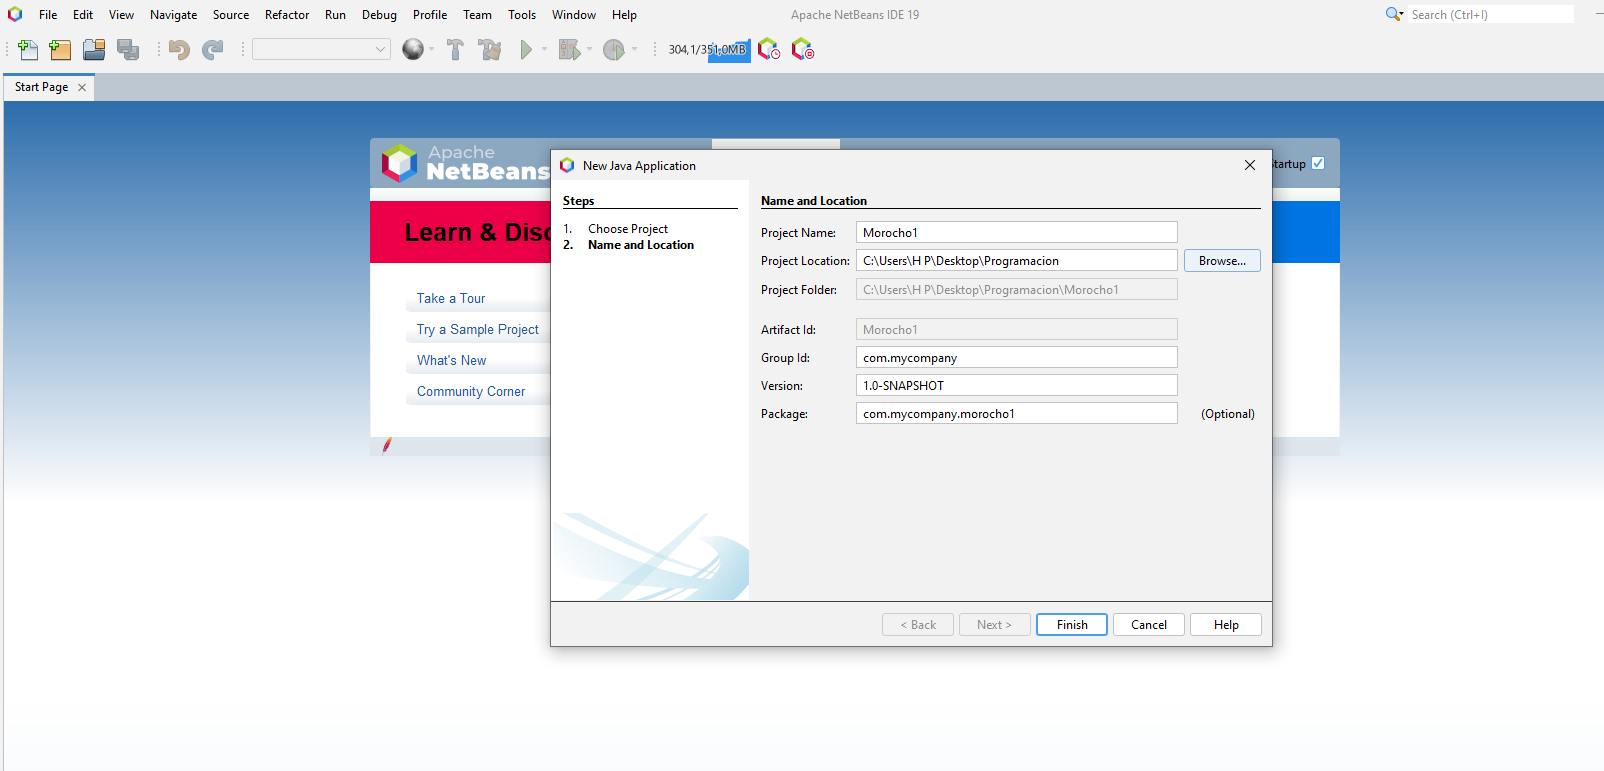 File Edit View Navigate Source Refactor Run Debug Profile Team Tools Window Help
Apache NetBeans IDE 19
Search (Ctrl+I)
304,1/351,0MB
Start Page
Apache
NetBeans
New Java Application
Startup
Learn & Disc
Take a Tour
Try a Sample Project
What's New
Community Corner
Steps
1. Choose Project
2. Name and Location
Name and Location
Project Name: Morocho1
Project Location: C:\Users\H P\Desktop\Programacion Browse...
Project Folder: C:\Users\H P\Desktop\Programacion\Morocho1
Artifact Id: Morocho1
Group Id: com.mycompany
Version: 1.0-SNAPSHOT
Package: com.mycompany.morocho1 (Optional)
< Back Next > Finish Cancel Help